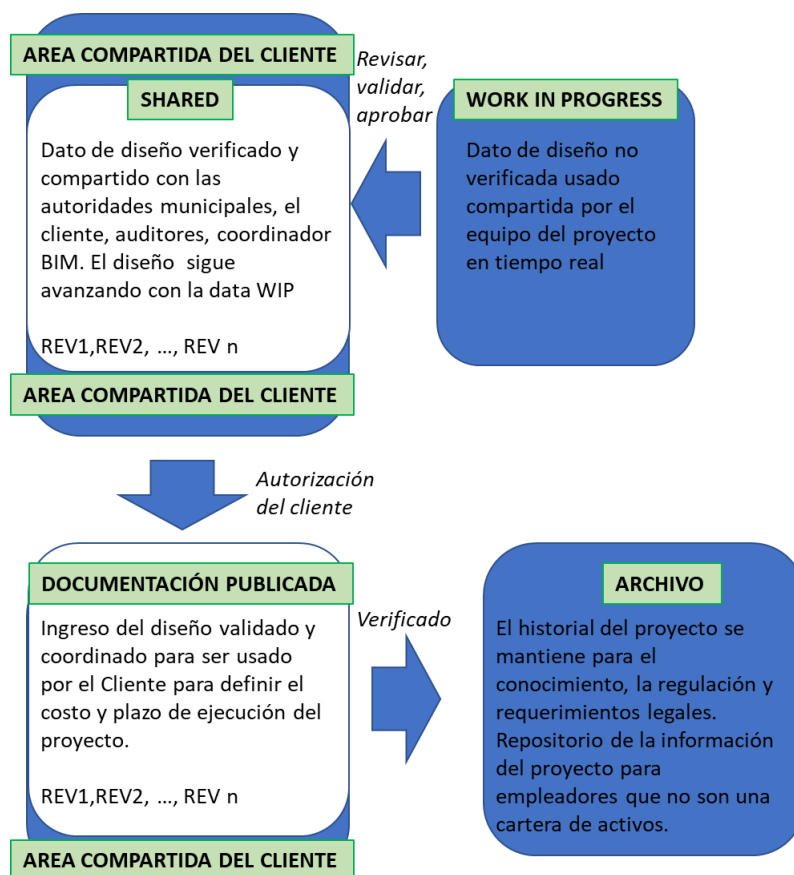 AREA COMPARTIDA DEL CLIENTE
SHARED
Dato de diseño verificado y
compartido con las
autoridades municipales, el
cliente, auditores, coordinador
BIM. El diseño sigue
avanzando con la data WIP
REV1,REV2, ..., REV n
AREA COMPARTIDA DEL CLIENTE
Revisar,
validar,
aprobar
WORK IN PROGRESS
Dato de diseño no
verificada usado
compartida por el
equipo del proyecto
en tiempo real
Autorización
del cliente
DOCUMENTACIÓN PUBLICADA
Ingreso del diseño validado y
coordinado para ser usado
por el Cliente para definir el
costo y plazo de ejecución del
proyecto.
REV1,REV2, ..., REV n
AREA COMPARTIDA DEL CLIENTE
Verificado
ARCHIVO
El historial del proyecto se
mantiene para el
conocimiento, la regulación y
requerimientos legales.
Repositorio de la información
del proyecto para
empleadores que no son una
cartera de activos.